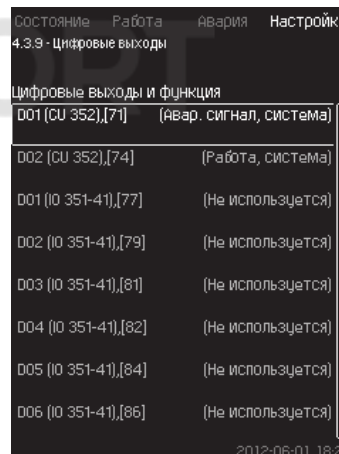 Состояние Работа Авария Настройк
4.3.9 - Цифровые выходы
Цифровые выходы и функция
DO1 (CU 352),[71] (Авар. сигнал, система)
DO2 (CU 352),[74] (Работа, система)
DO1 (IO 351-41),[77] (Не используется)
DO2 (IO 351-41),[79] (Не используется)
DO3 (IO 351-41),[81] (Не используется)
DO4 (IO 351-41),[82] (Не используется)
DO5 (IO 351-41),[84] (Не используется)
DO6 (IO 351-41),[86] (Не используется)
2012-06-01 18:2